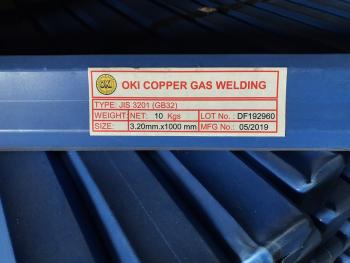 OKI OKI COPPER GAS WELDING
TYPE: JIS 3201 (GB32)
WEIGHT: NET: 10 Kgs LOT No.: DF192960
SIZE: 3.20mm.x1000 mm MFG No.: 05/2019